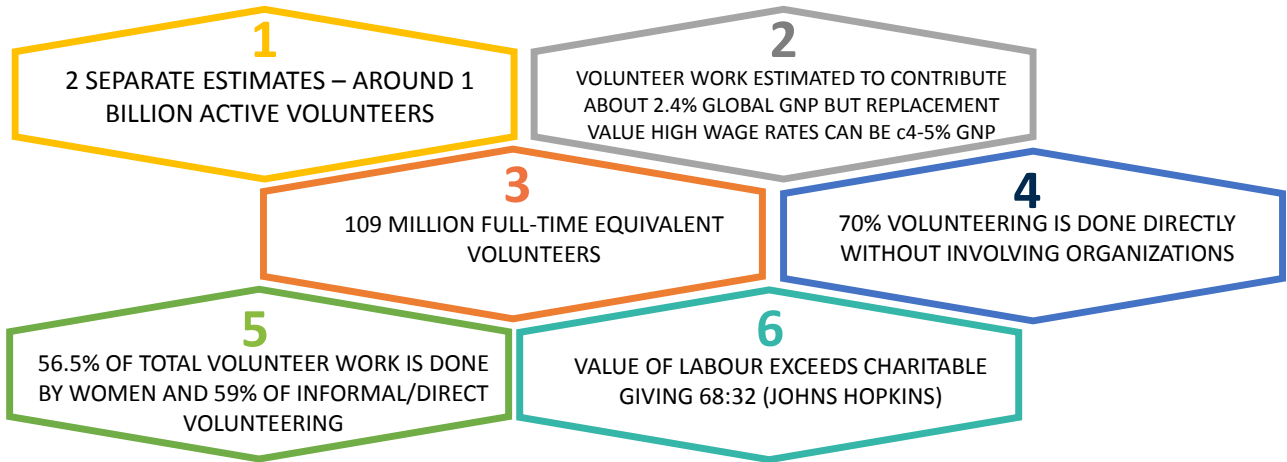 1
2 SEPARATE ESTIMATES – AROUND 1
BILLION ACTIVE VOLUNTEERS
2
VOLUNTEER WORK ESTIMATED TO CONTRIBUTE
ABOUT 2.4% GLOBAL GNP BUT REPLACEMENT
VALUE HIGH WAGE RATES CAN BE c4-5% GNP
3
109 MILLION FULL-TIME EQUIVALENT
VOLUNTEERS
4
70% VOLUNTEERING IS DONE DIRECTLY
WITHOUT INVOLVING ORGANIZATIONS
5
56.5% OF TOTAL VOLUNTEER WORK IS DONE
BY WOMEN AND 59% OF INFORMAL/DIRECT
VOLUNTEERING
6
VALUE OF LABOUR EXCEEDS CHARITABLE
GIVING 68:32 (JOHNS HOPKINS)